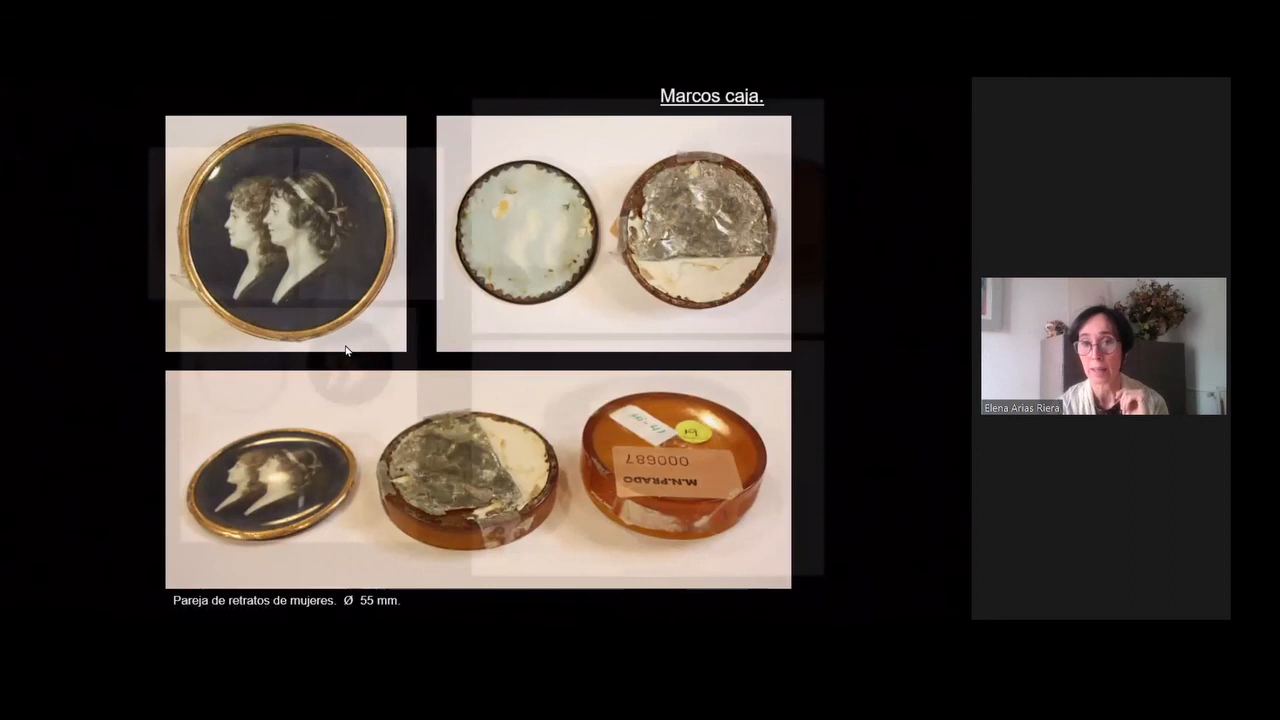 Marcos caja.
000687
M.N.PRADO
Pareja de retratos de mujeres. Ø 55 mm.
Elena Arias Riera